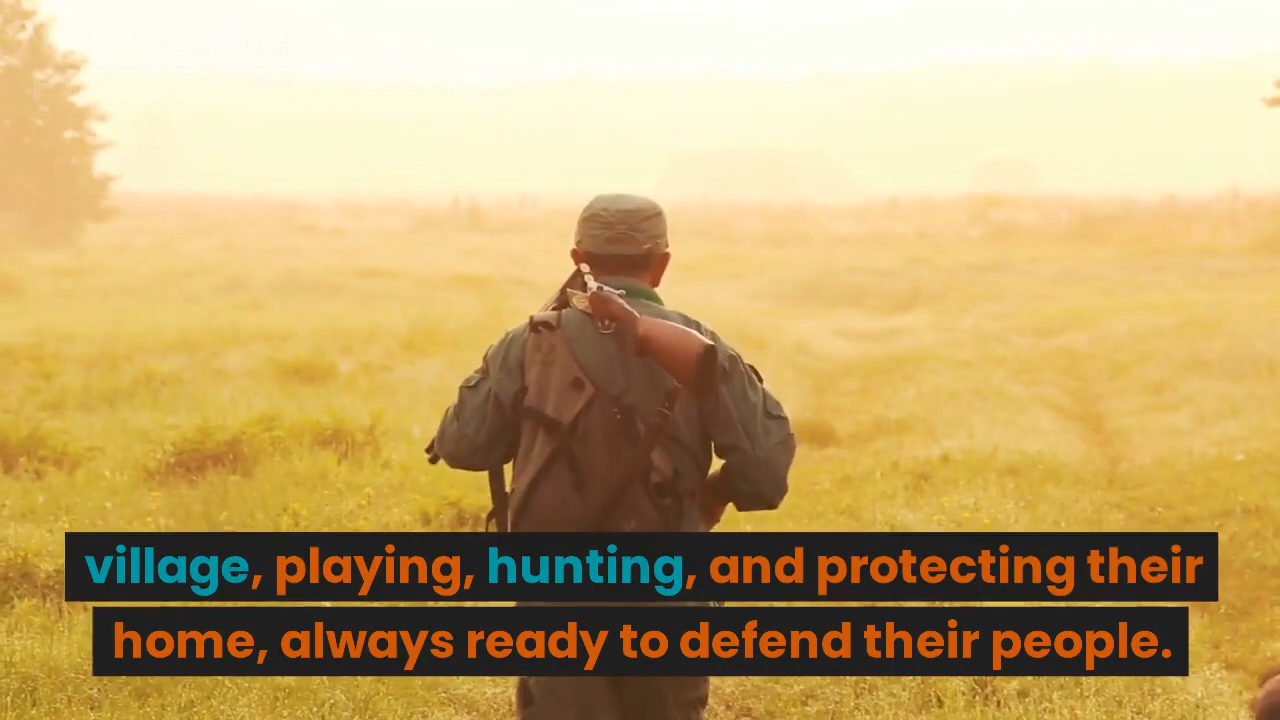 village, playing, hunting, and protecting their
home, always ready to defend their people.